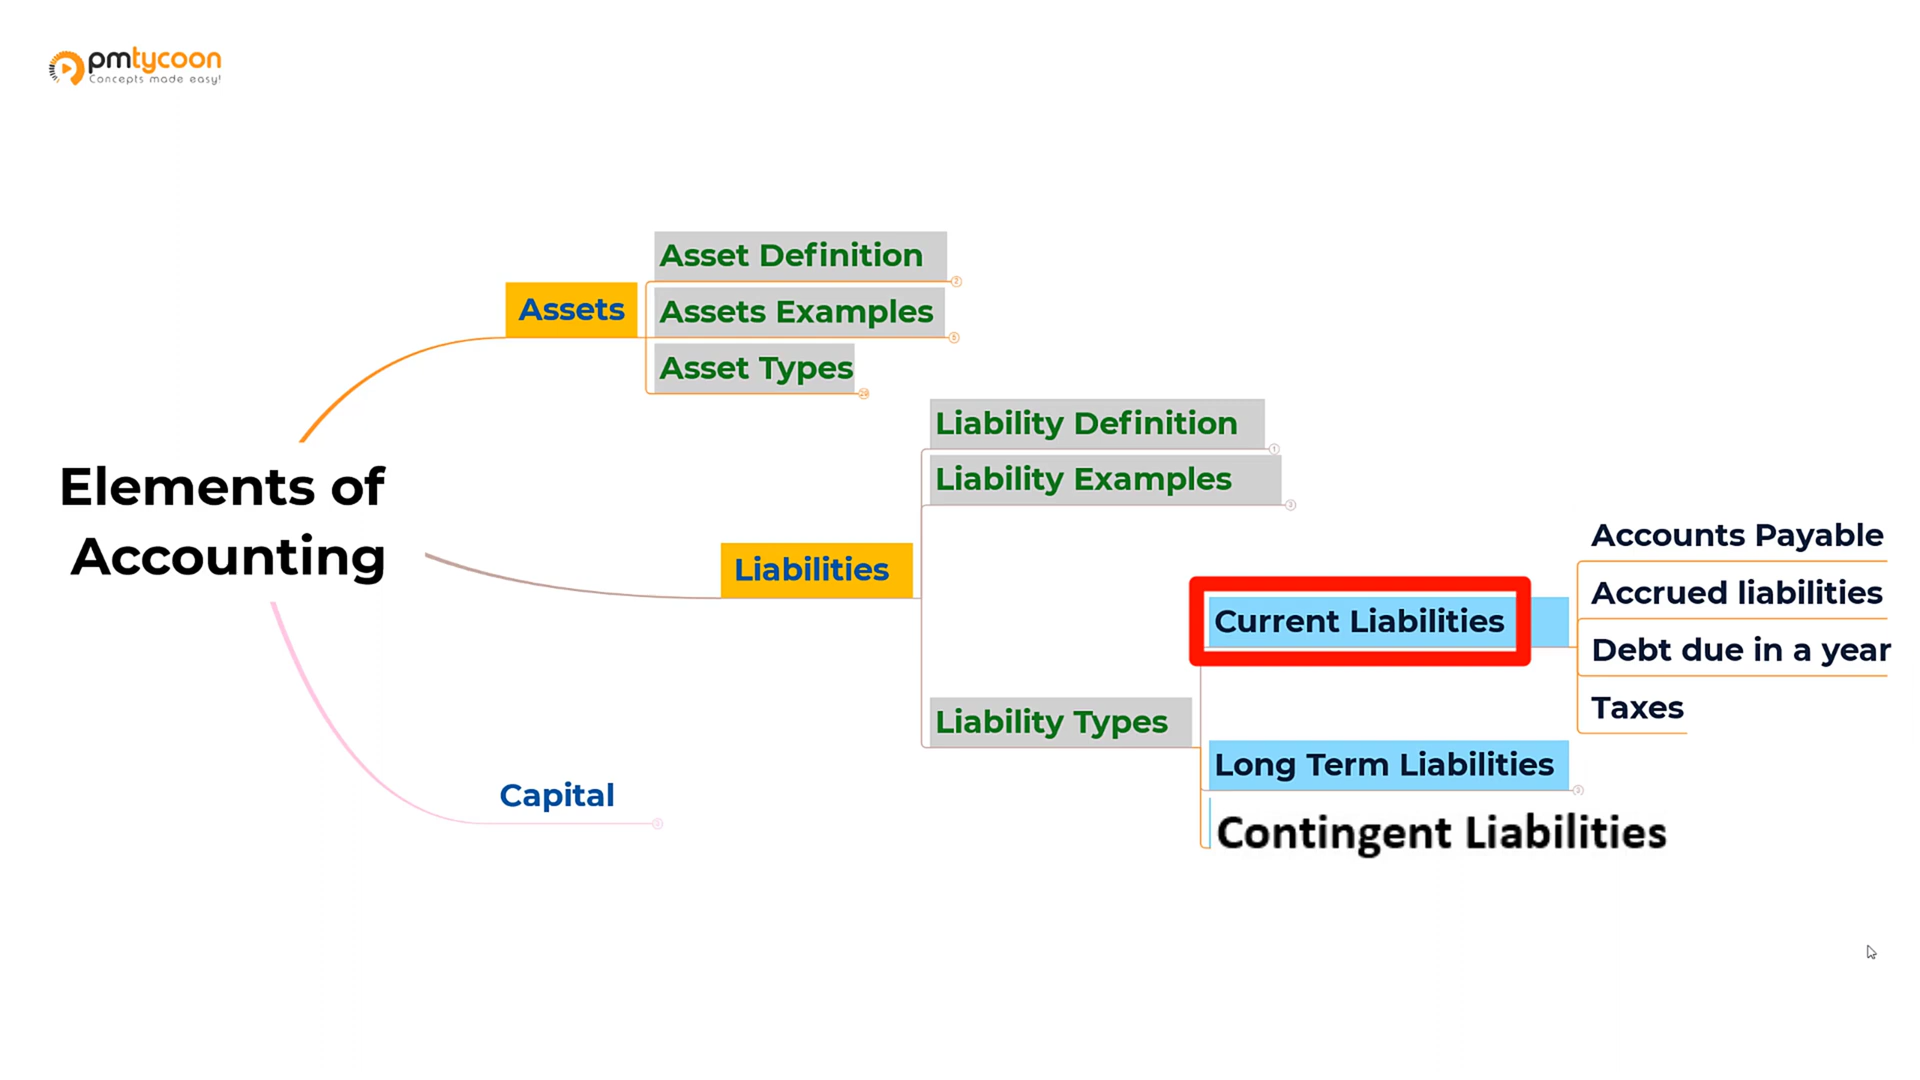 pmtycoon
Concepts made easy!
Elements of
Accounting
Assets
Asset Definition
Assets Examples
Asset Types
Liabilities
Liability Definition
Liability Examples
Liability Types
Current Liabilities
Accounts Payable
Accrued liabilities
Debt due in a year
Taxes
Long Term Liabilities
Contingent Liabilities
Capital